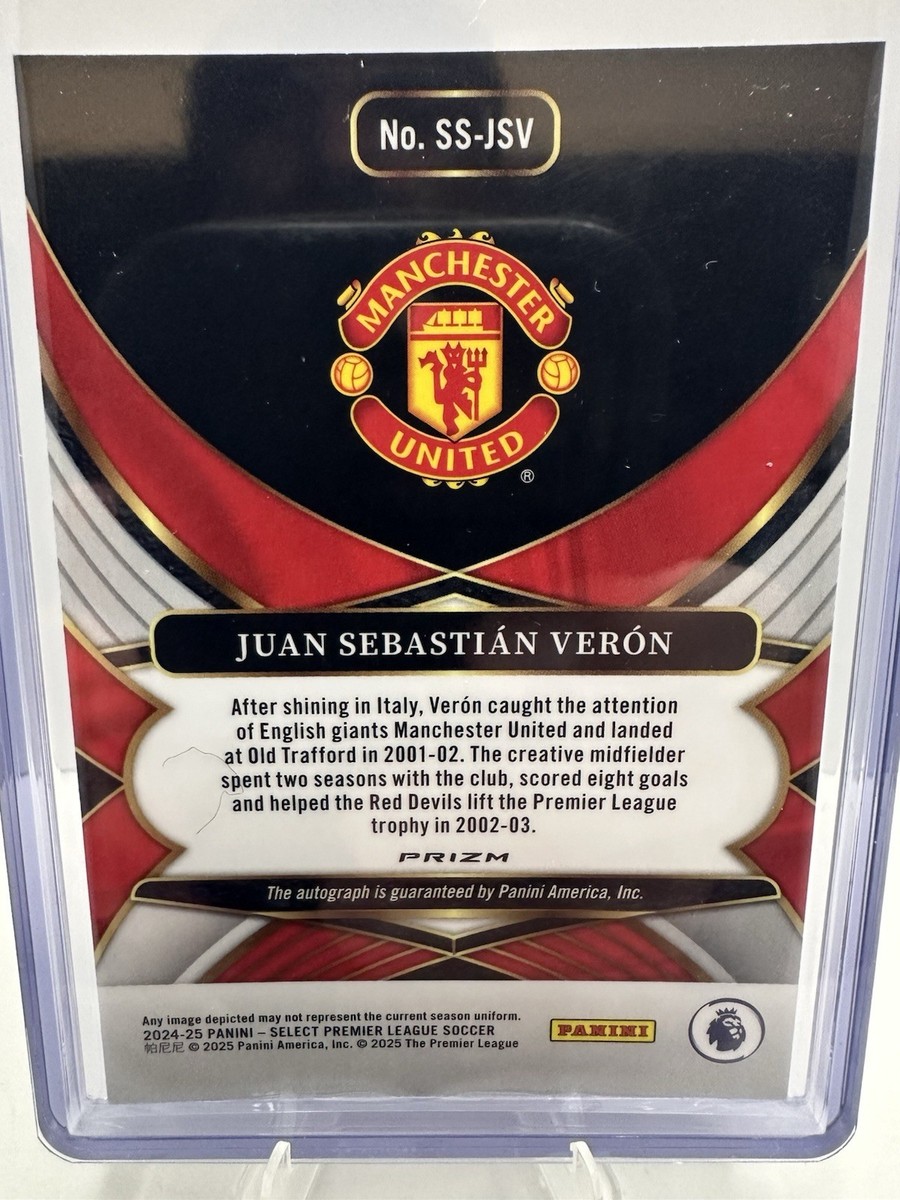 No. SS-JSV
MANCHESTER
UNITED
®
JUAN SEBASTIÁN VERÓN
After shining in Italy, Verón caught the attention
of English giants Manchester United and landed
at Old Trafford in 2001-02. The creative midfielder
spent two seasons with the club, scored eight goals
and helped the Red Devils lift the Premier League
trophy in 2002-03.
PRIZM
The autograph is guaranteed by Panini America, Inc.
Any image depicted may not represent the current season uniform.
2024-25 PANINI – SELECT PREMIER LEAGUE SOCCER
帕尼尼 © 2025 Panini America, Inc. © 2025 The Premier League
PANINI